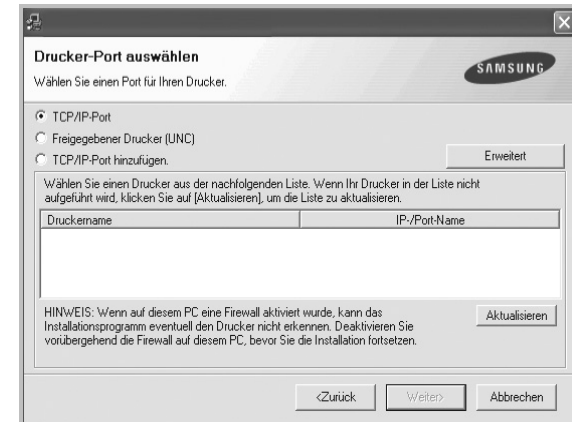 Drucker-Port auswählen
Wählen Sie einen Port für Ihren Drucker.
SAMSUNG
TCP/IP-Port
Freigegebener Drucker (UNC)
TCP/IP-Port hinzufügen.
Erweitert
Wählen Sie einen Drucker aus der nachfolgenden Liste. Wenn Ihr Drucker in der Liste nicht
aufgeführt wird, klicken Sie auf [Aktualisieren], um die Liste zu aktualisieren.
Druckername IP-/Port-Name
HINWEIS: Wenn auf diesem PC eine Firewall aktiviert wurde, kann das
Installationsprogramm eventuell den Drucker nicht erkennen. Deaktivieren Sie
vorübergehend die Firewall auf diesem PC, bevor Sie die Installation fortsetzen.
Aktualisieren
<Zurück Weiter> Abbrechen